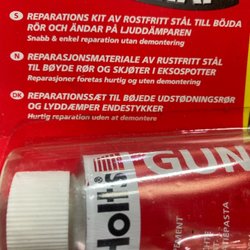 REPARATIONS KIT AV ROSTFRITT STÅL TILL BÖJDA
RÖR OCH ÄNDAR PÅ LJUDDÄMPAREN
Snabb & enkel reparation utan demontering
REPARASJONSMATERIALE AV RUSTFRITT STÅL
TIL BØYDE RØR OG SKJØTER I EKSOSPOTTER
Reparasjoner foretas hurtig og uten demontering
REPARATIONSSÆT TIL BØJEDE UDSTØDNINGSRØR
OG LYDDÆMPER ENDESTYKKER
Hurtig reparation uden at demontere
Holts
GUN